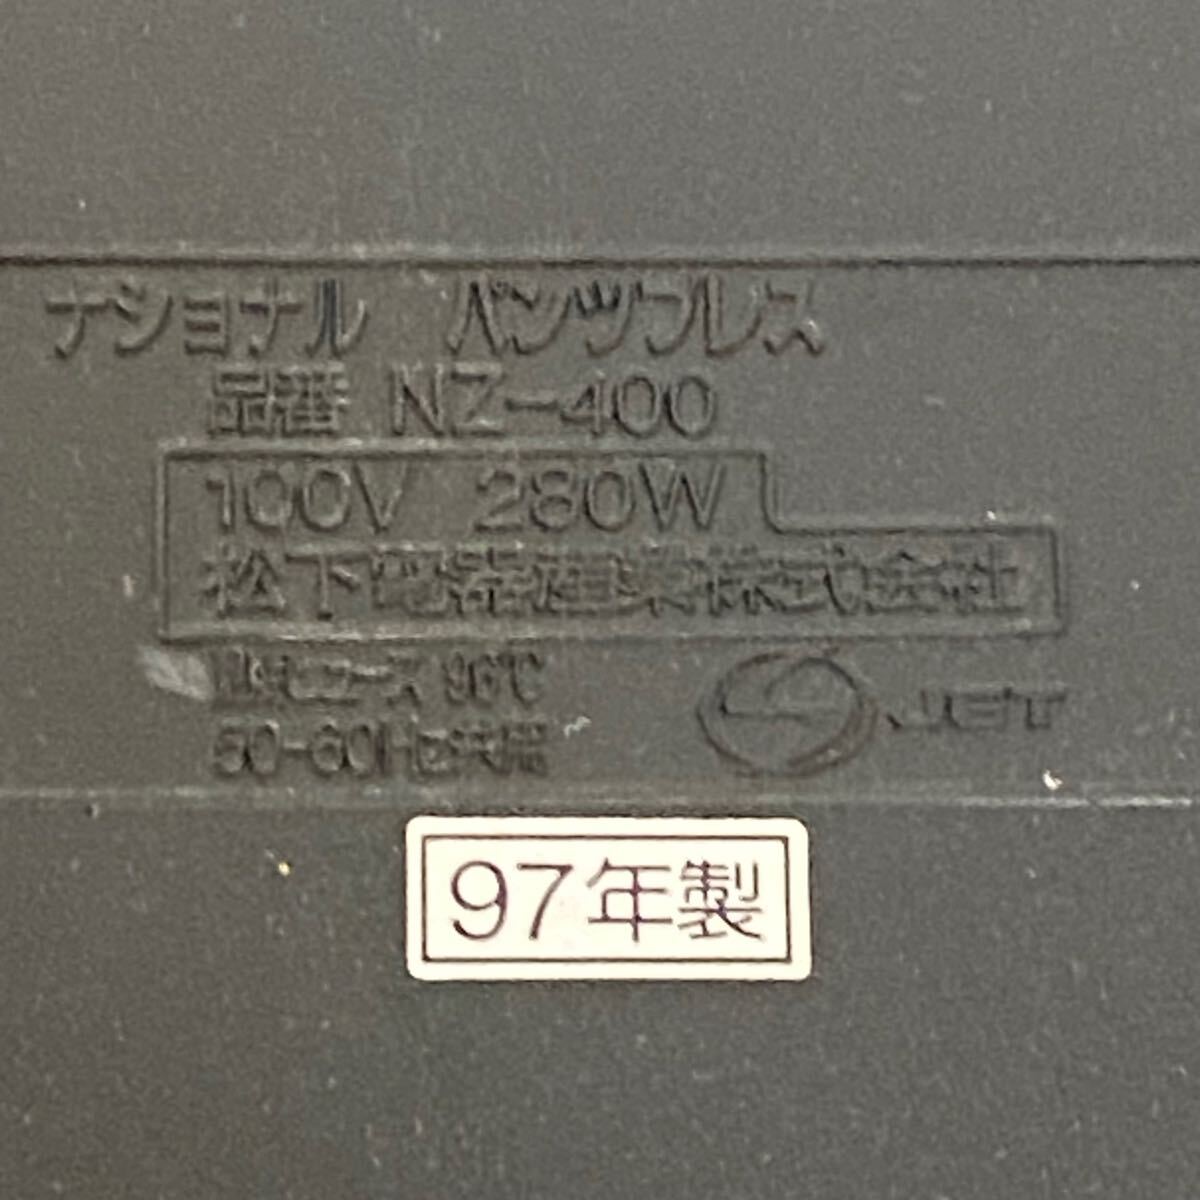 ナショナル パンツプレス
品番 NZ-400
100V 280W
松下電器産業株式会社
温度ヒューズ 96℃
50-60Hz共用
JET
97年製